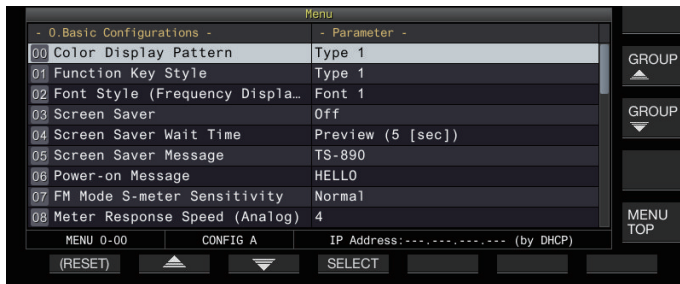 Menu
- 0.Basic Configurations - - Parameter -
00 Color Display Pattern Type 1
01 Function Key Style Type 1
02 Font Style (Frequency Displa… Font 1
03 Screen Saver Off
04 Screen Saver Wait Time Preview (5 [sec])
05 Screen Saver Message TS-890
06 Power-on Message HELLO
07 FM Mode S-meter Sensitivity Normal
08 Meter Response Speed (Analog) 4
MENU 0-00 CONFIG A IP Address:---.---.---.--- (by DHCP)
(RESET) SELECT
GROUP
GROUP
MENU
TOP